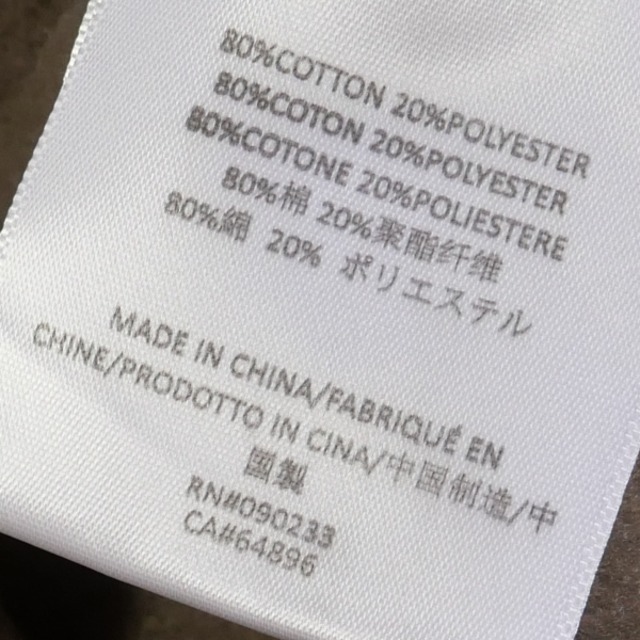 80%COTTON 20%POLYESTER
80%COTON 20%POLYESTER
80%COTONE 20%POLIESTERE
80%棉 20%聚酯纤维
80%綿 20% ポリエステル
MADE IN CHINA/FABRIQUÉ EN
CHINE/PRODOTTO IN CINA/中国制造/中
國製
RN#090233
CA#64896